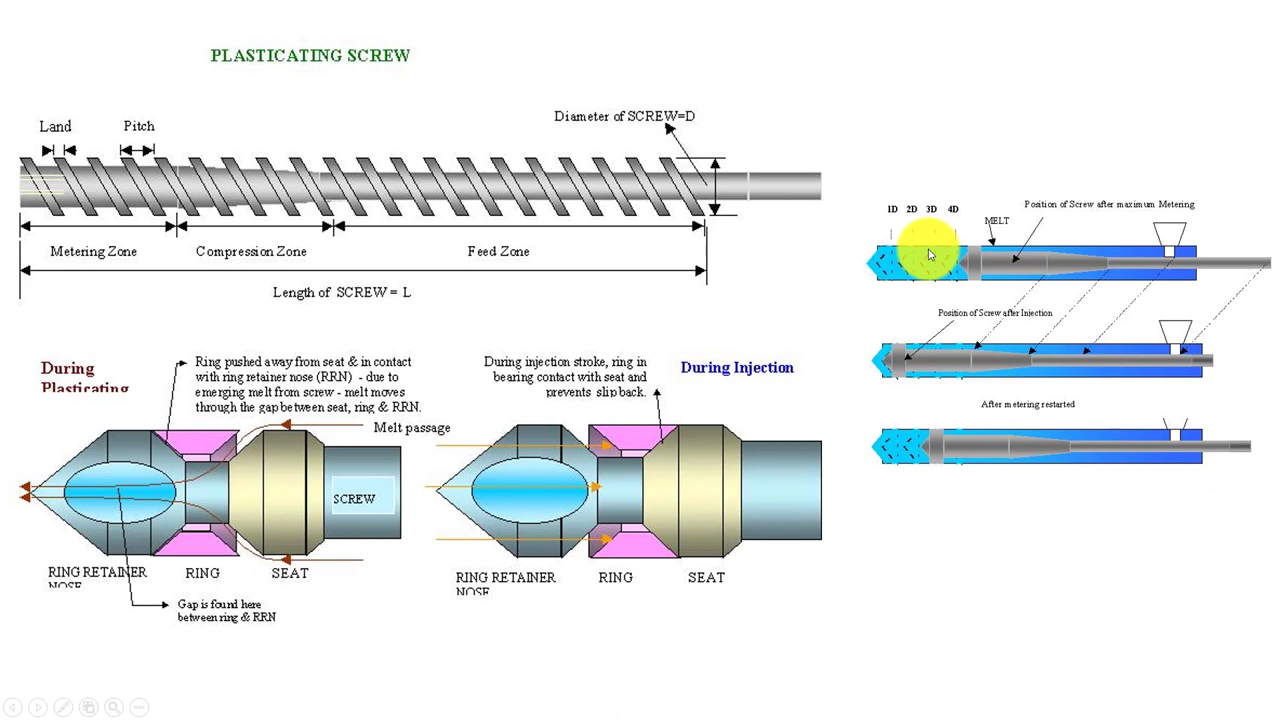 PLASTICATING SCREW
Land
Pitch
Diameter of SCREW=D
Metering Zone
Compression Zone
Feed Zone
Length of SCREW = L
1D 2D 3D 4D
MELT
Position of Screw after maximum Metering
Position of Screw after Injection
After metering restarted
During
Plasticating
Ring pushed away from seat & in contact
with ring retainer nose (RRN) - due to
emerging melt from screw - melt moves
through the gap between seat, ring & RRN.
Melt passage
SCREW
RING RETAINER
NOSE
RING
SEAT
Gap is found here
between ring & RRN
During injection stroke, ring in
bearing contact with seat and
prevents slip back.
During Injection
RING RETAINER
NOSE
RING
SEAT